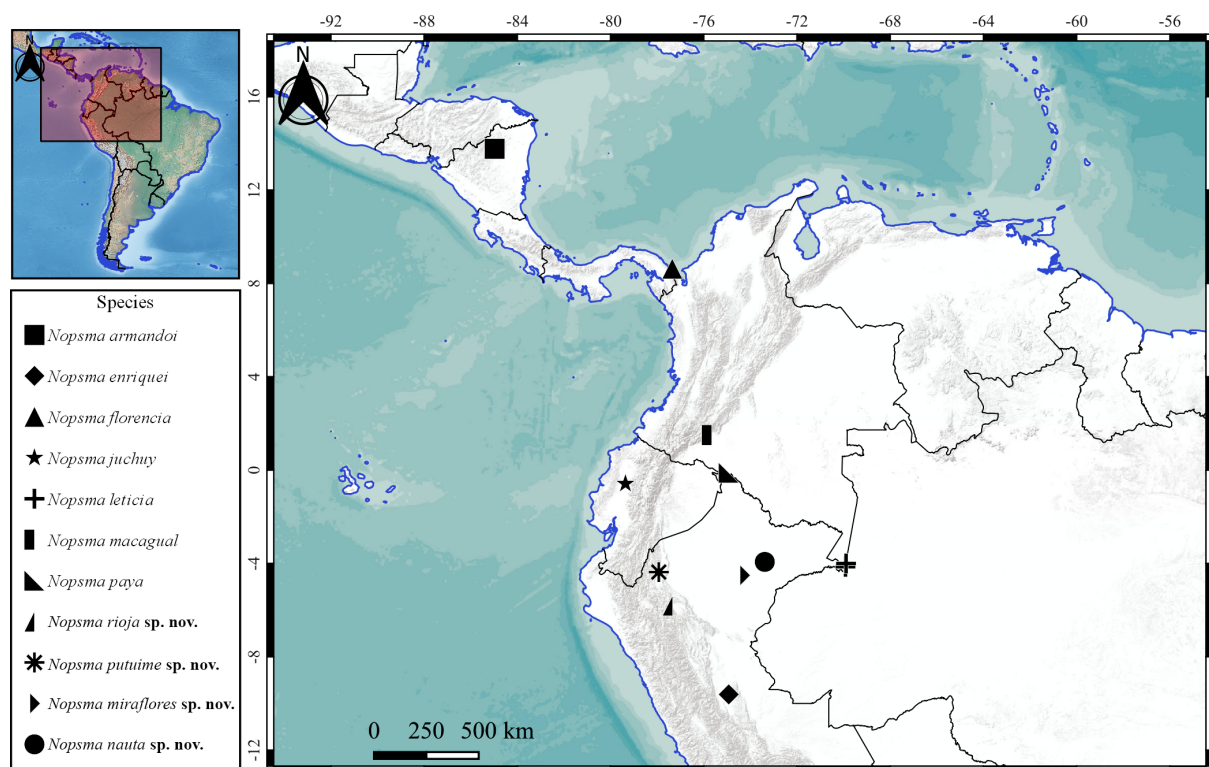 -92 -88 -84 -80 -76 -72 -68 -64 -60 -56
N
N
16
12
8
4
0
-4
-8
-12
Species
Nopsma armandoi
Nopsma enriquei
Nopsma florencia
Nopsma juchuy
Nopsma leticia
Nopsma macagual
Nopsma paya
Nopsma rioja sp. nov.
Nopsma putuime sp. nov.
Nopsma miraflores sp. nov.
Nopsma nauta sp. nov.
0 250 500 km